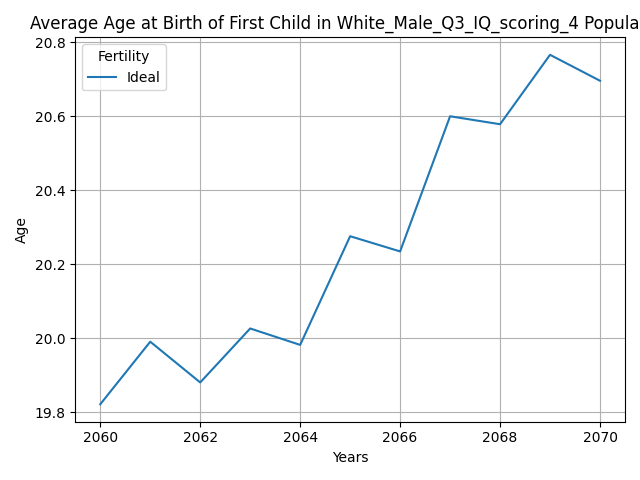 Average Age at Birth of First Child in White_Male_Q3_IQ_scoring_4 Popula
Fertility
Ideal
20.8
20.6
20.4
20.2
20.0
19.8
Age
2060 2062 2064 2066 2068 2070
Years